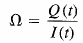 Ω = Q(t) / I(t)